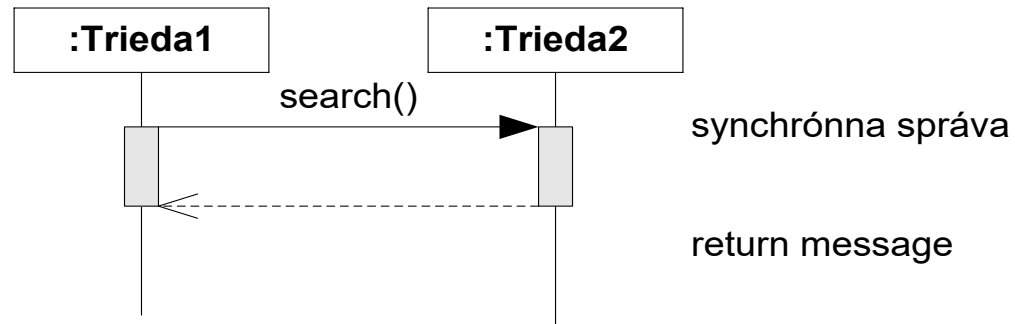 :Trieda1
:Trieda2
search()
synchrónna správa
return message